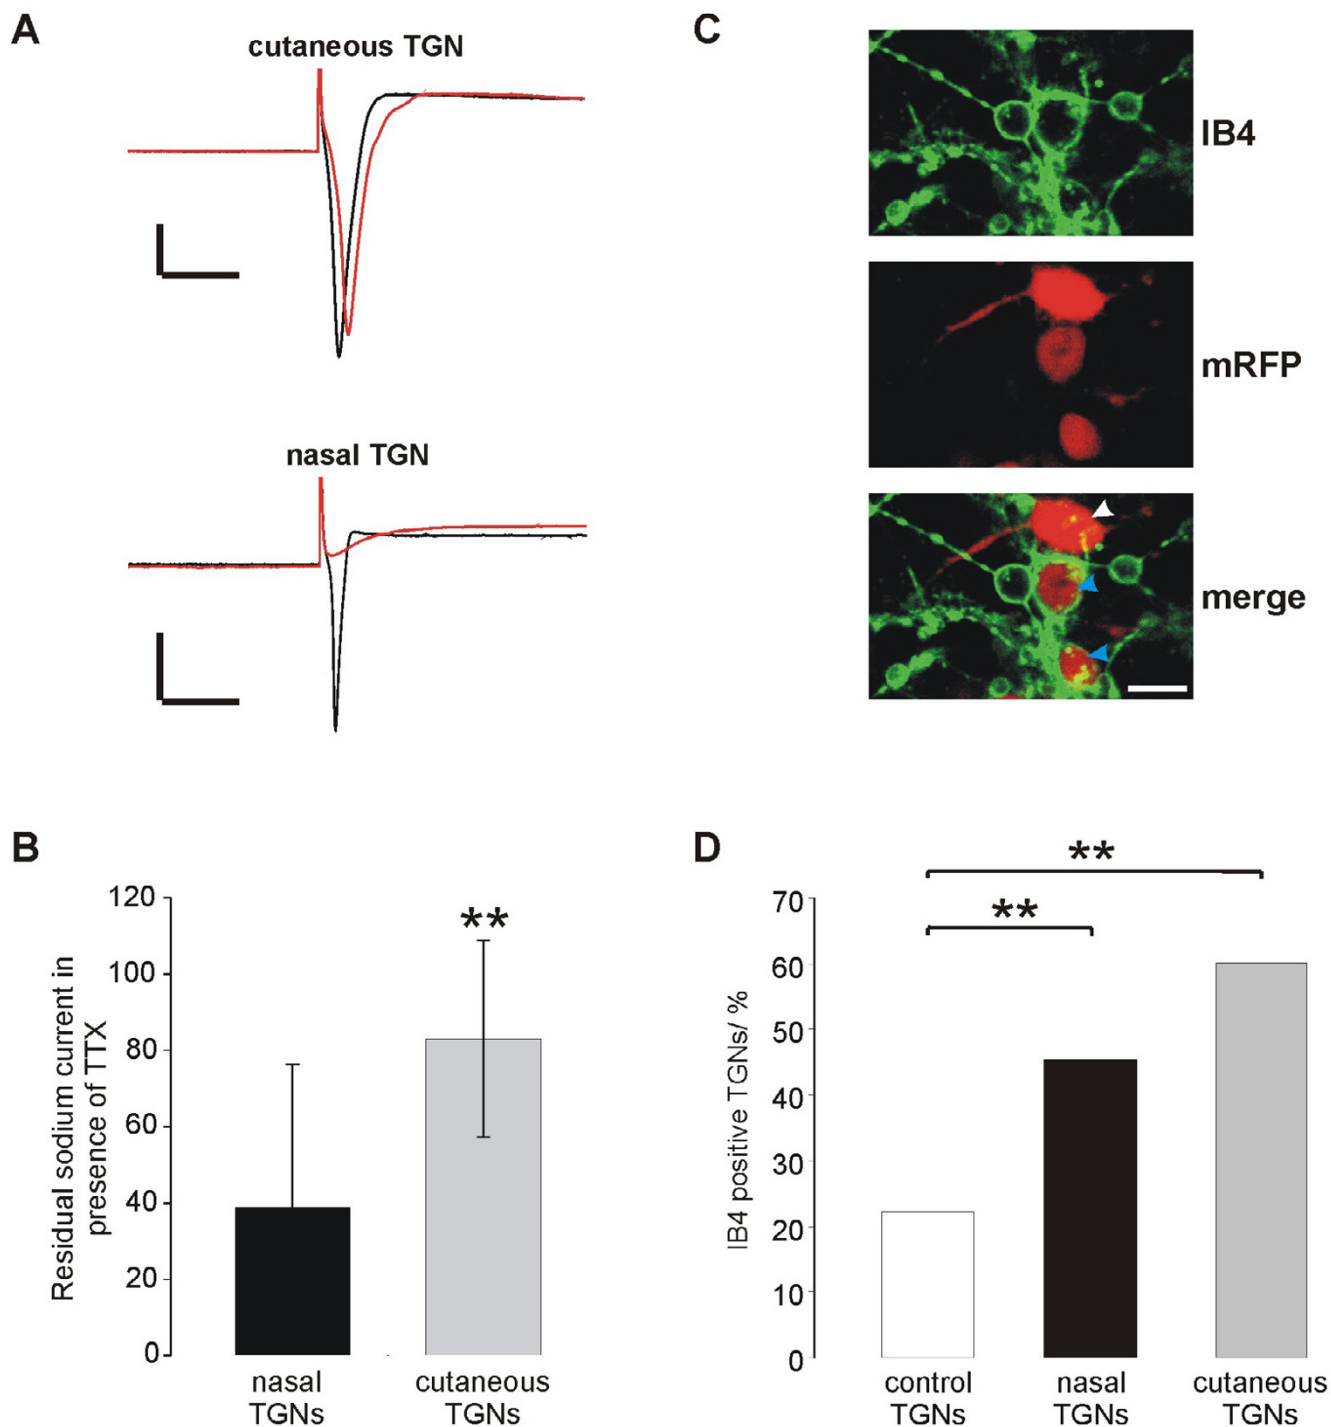 A
cutaneous TGN
nasal TGN
C
IB4
mRFP
merge
B
Residual sodium current in
presence of TTX
120
100
80
60
40
20
0
**
nasal
TGNs
cutaneous
TGNs
D
IB4 positive TGNs/ %
70
60
50
40
30
20
10
0
**
**
control
TGNs
nasal
TGNs
cutaneous
TGNs